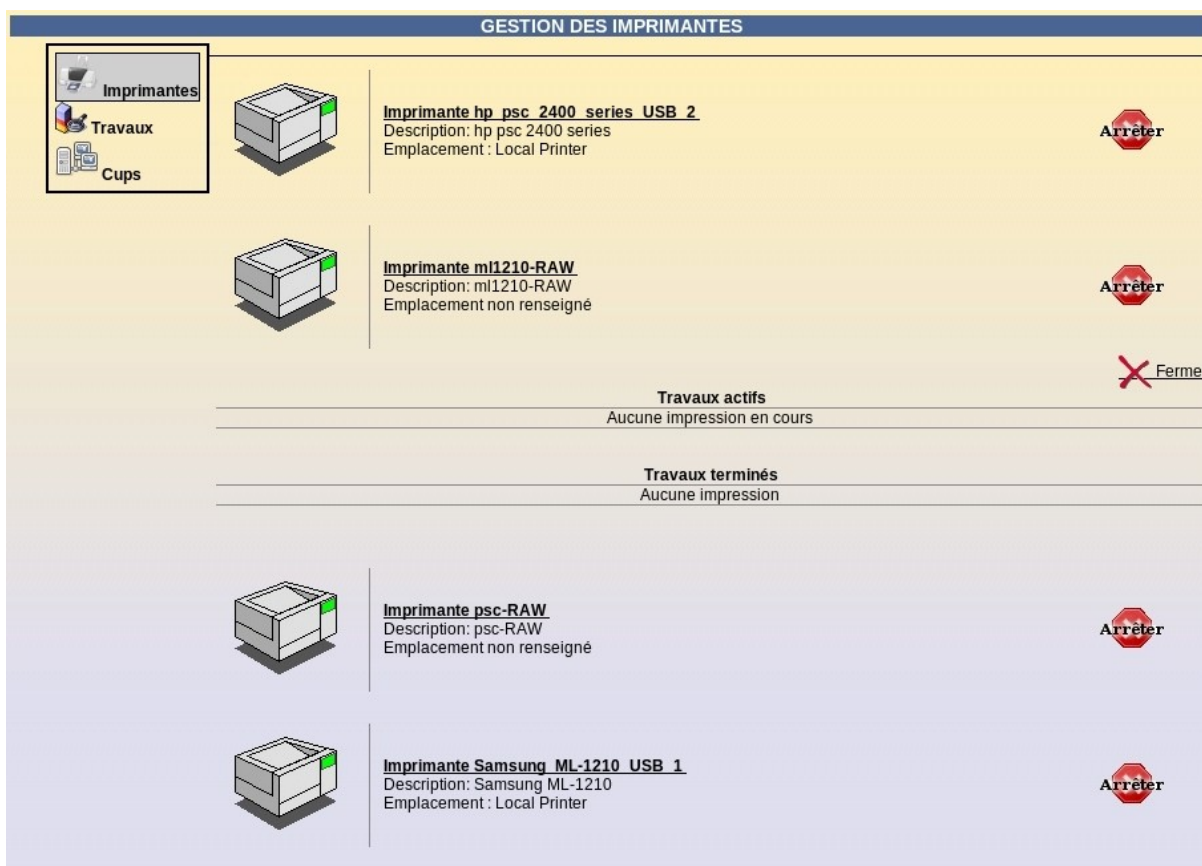 GESTION DES IMPRIMANTES
Imprimantes
Travaux
Cups
Imprimante hp_psc_2400_series_USB_2
Description: hp psc 2400 series
Emplacement : Local Printer
Arrêter
Imprimante ml1210-RAW
Description: ml1210-RAW
Emplacement non renseigné
Arrêter
Ferme
Travaux actifs
Aucune impression en cours
Travaux terminés
Aucune impression
Imprimante psc-RAW
Description: psc-RAW
Emplacement non renseigné
Arrêter
Imprimante Samsung_ML-1210_USB_1
Description: Samsung ML-1210
Emplacement : Local Printer
Arrêter